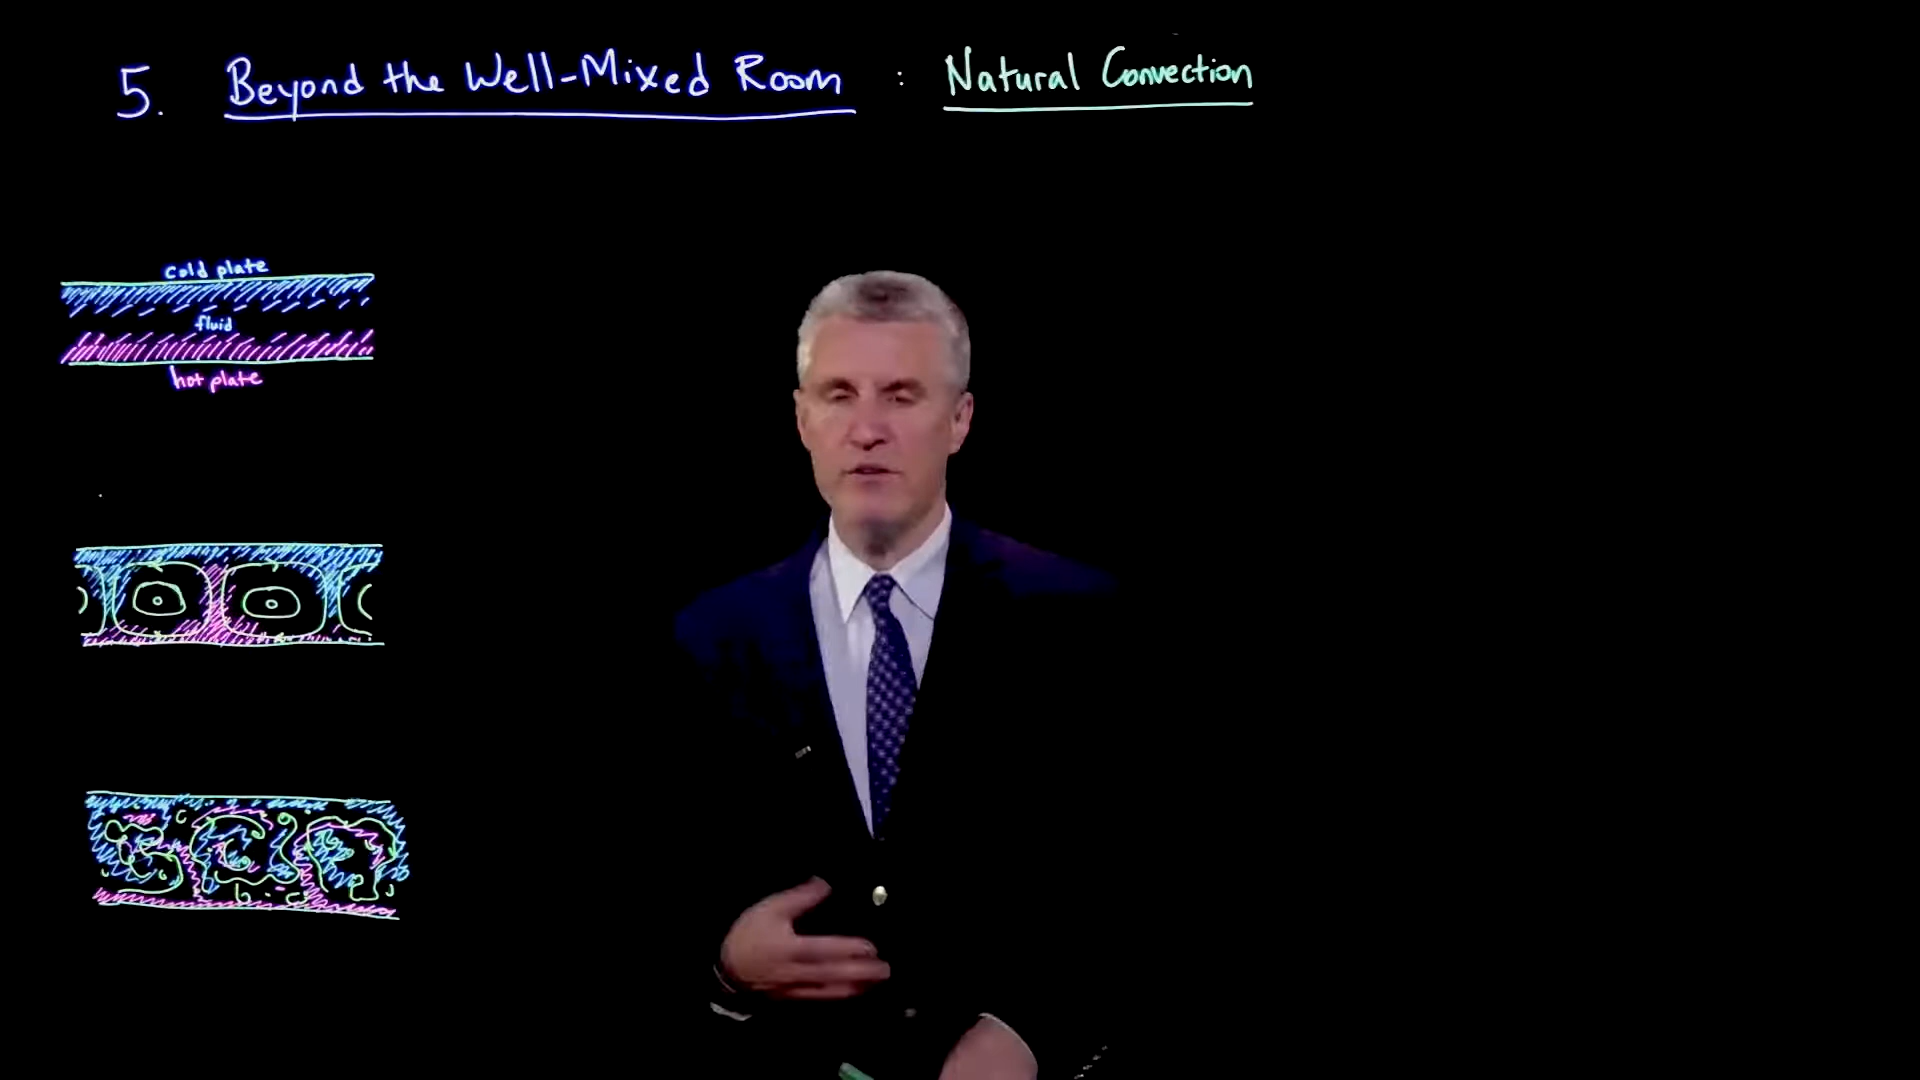 5. Beyond the Well-Mixed Room : Natural Convection
cold plate
fluid
hot plate